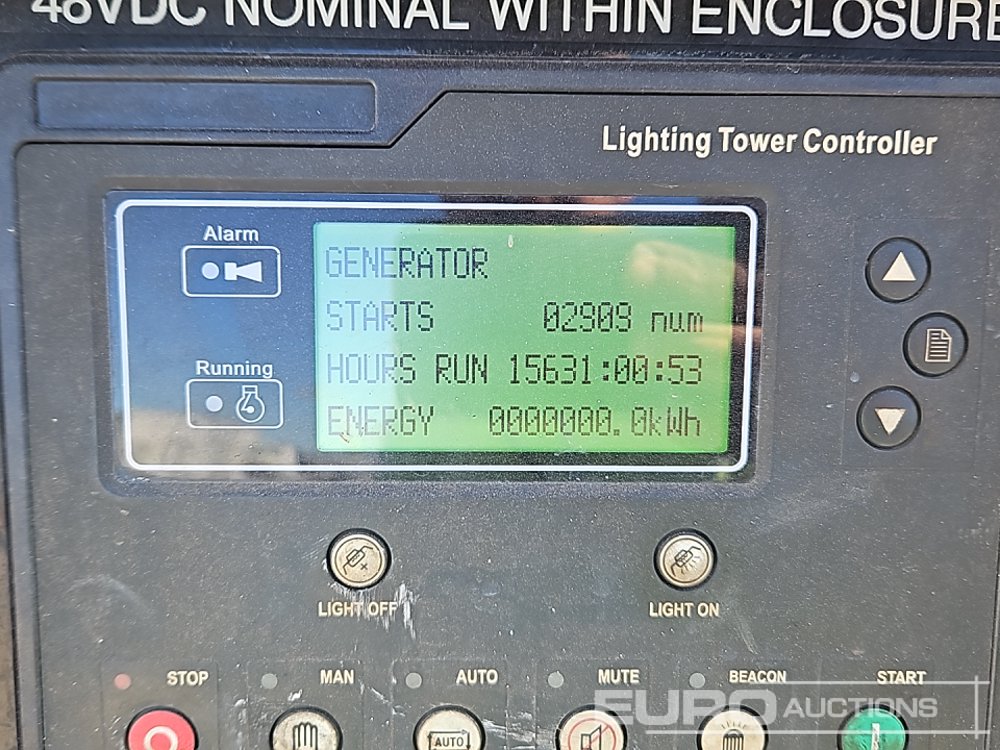 48VDC NOMINAL WITHIN ENCLOSURE
Lighting Tower Controller
Alarm
GENERATOR
STARTS 02909 num
HOURS RUN 15631:00:53
ENERGY 0000000.0kWh
Running
LIGHT OFF
LIGHT ON
STOP
MAN
AUTO
MUTE
BEACON
START
AUTO
EURO AUCTIONS